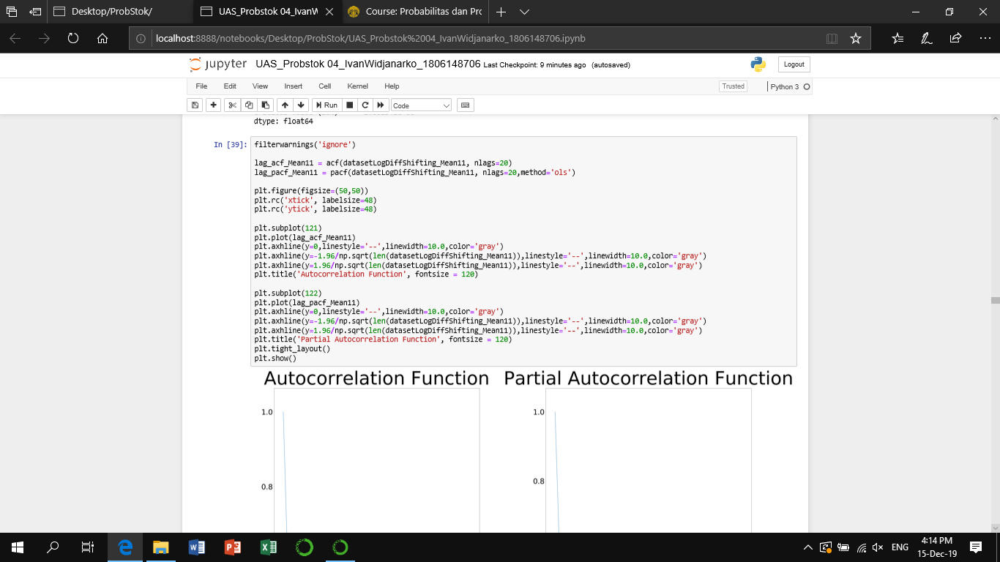 Desktop/ProbStok/
UAS_Probstok 04_IvanW
Course: Probabilitas dan Pro
localhost:8888/notebooks/Desktop/ProbStok/UAS_Probstok%2004_IvanWidjanarko_1806148706.ipynb
jupyter UAS_Probstok 04_IvanWidjanarko_1806148706 Last Checkpoint: 9 minutes ago (autosaved)
Logout
File Edit View Insert Cell Kernel Help
Trusted
Python 3
Run
Code
dtype: float64
In [39]:
filterwarnings('ignore')
lag_acf_Mean11 = acf(datasetLogDiffShifting_Mean11, nlags=20)
lag_pacf_Mean11 = pacf(datasetLogDiffShifting_Mean11, nlags=20,method='ols')
plt.figure(figsize=(50,50))
plt.rc('xtick', labelsize=48)
plt.rc('ytick', labelsize=48)
plt.subplot(121)
plt.plot(lag_acf_Mean11)
plt.axhline(y=0,linestyle='--',linewidth=10.0,color='gray')
plt.axhline(y=-1.96/np.sqrt(len(datasetLogDiffShifting_Mean11)),linestyle='--',linewidth=10.0,color='gray')
plt.axhline(y=1.96/np.sqrt(len(datasetLogDiffShifting_Mean11)),linestyle='--',linewidth=10.0,color='gray')
plt.title('Autocorrelation Function', fontsize = 120)
plt.subplot(122)
plt.plot(lag_pacf_Mean11)
plt.axhline(y=0,linestyle='--',linewidth=10.0,color='gray')
plt.axhline(y=-1.96/np.sqrt(len(datasetLogDiffShifting_Mean11)),linestyle='--',linewidth=10.0,color='gray')
plt.axhline(y=1.96/np.sqrt(len(datasetLogDiffShifting_Mean11)),linestyle='--',linewidth=10.0,color='gray')
plt.title('Partial Autocorrelation Function', fontsize = 120)
plt.tight_layout()
plt.show()
Autocorrelation Function
Partial Autocorrelation Function
1.0
1.0
0.8
0.8
ENG
4:14 PM
15-Dec-19